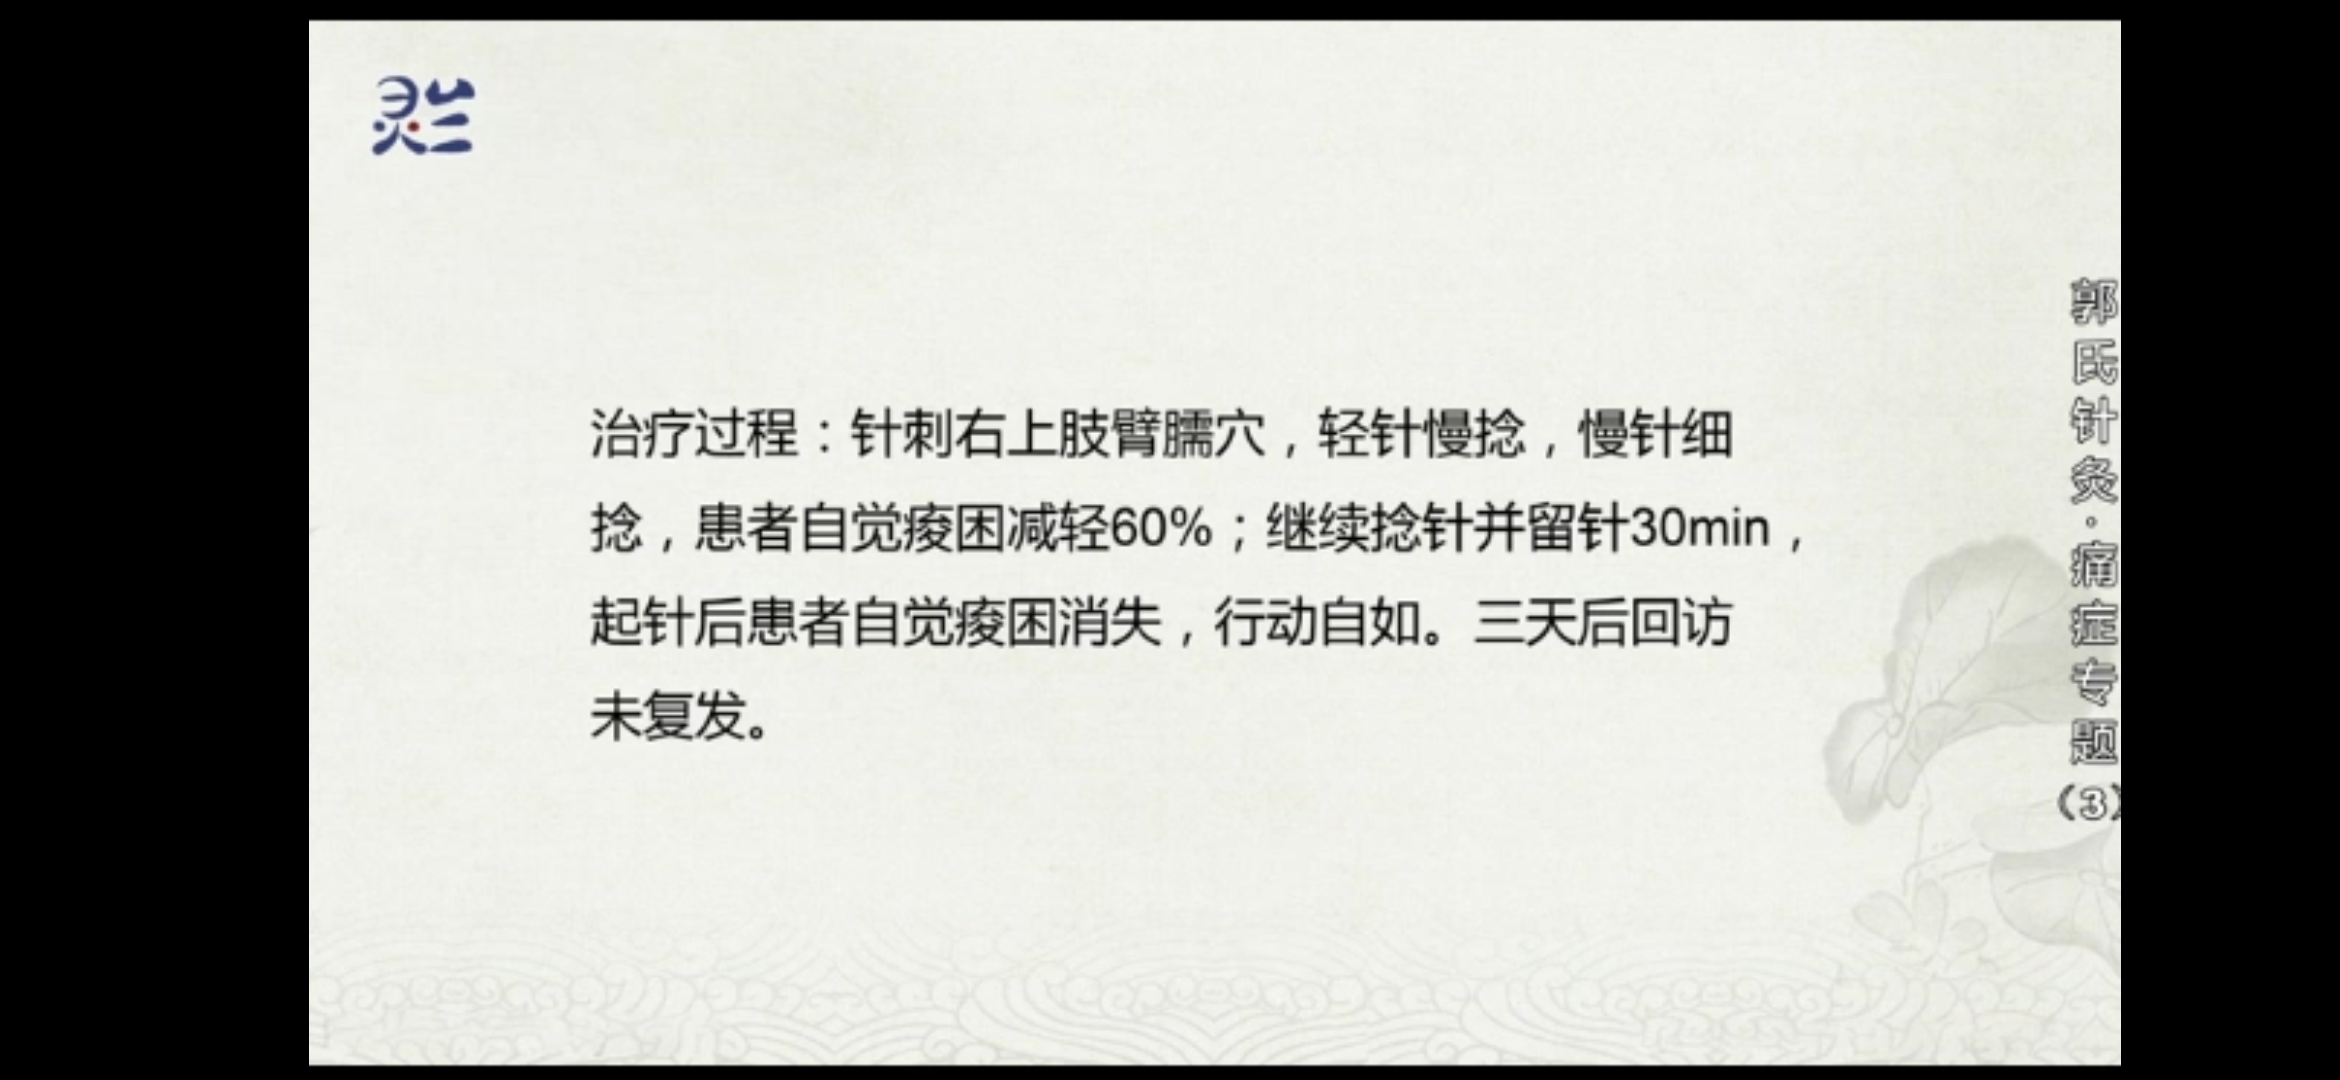 灵兰
治疗过程：针刺右上肢臂臑穴，轻针慢捻，慢针细
捻，患者自觉痠困减轻60%；继续捻针并留针30min，
起针后患者自觉痠困消失，行动自如。三天后回访
未复发。
郭氏针灸·痛症专题（3）